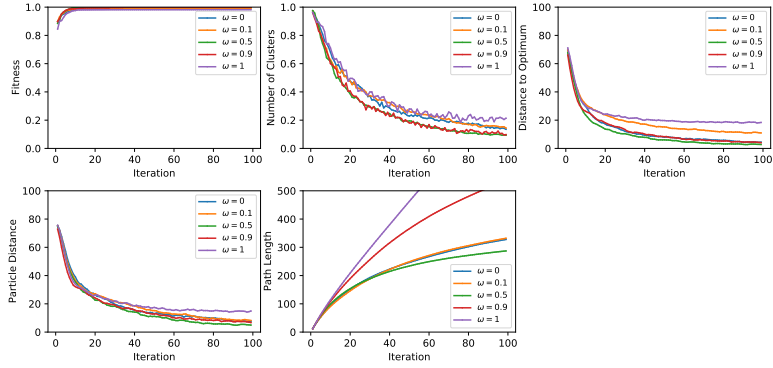 1.0
0.8
0.6
0.4
0.2
0.0
Fitness
0 20 40 60 80 100
Iteration
ω = 0
ω = 0.1
ω = 0.5
ω = 0.9
ω = 1
1.0
0.8
0.6
0.4
0.2
0.0
Number of Clusters
0 20 40 60 80 100
Iteration
ω = 0
ω = 0.1
ω = 0.5
ω = 0.9
ω = 1
100
80
60
40
20
0
Distance to Optimum
0 20 40 60 80 100
Iteration
ω = 0
ω = 0.1
ω = 0.5
ω = 0.9
ω = 1
100
80
60
40
20
0
Particle Distance
0 20 40 60 80 100
Iteration
ω = 0
ω = 0.1
ω = 0.5
ω = 0.9
ω = 1
500
400
300
200
100
0
Path Length
0 20 40 60 80 100
Iteration
ω = 0
ω = 0.1
ω = 0.5
ω = 0.9
ω = 1